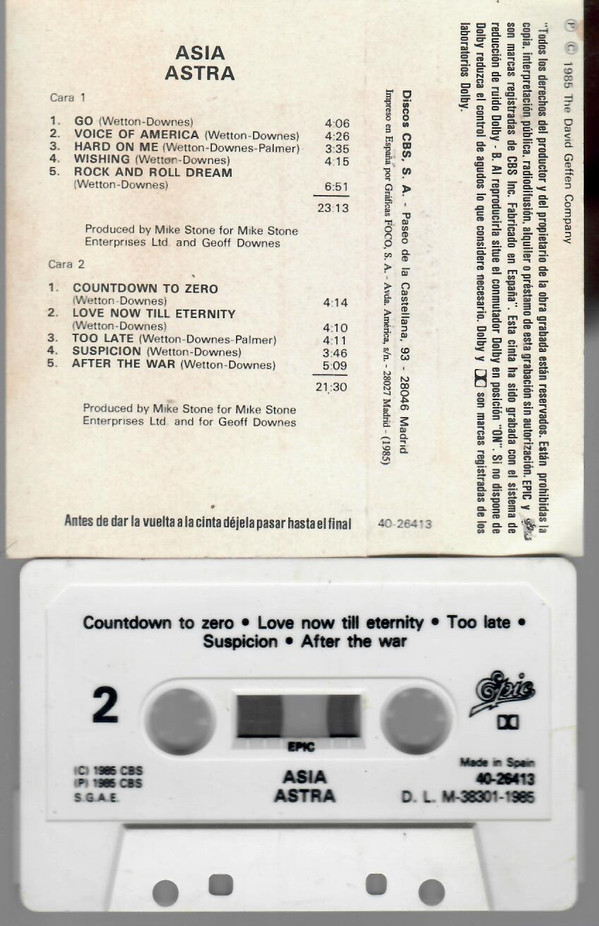 ASIA
ASTRA
Cara 1
1. GO (Wetton-Downes) 4:06
2. VOICE OF AMERICA (Wetton-Downes) 4:26
3. HARD ON ME (Wetton-Downes-Palmer) 3:35
4. WISHING (Wetton-Downes) 4:15
5. ROCK AND ROLL DREAM
(Wetton-Downes) 6:51
23:13
Produced by Mike Stone for Mike Stone
Enterprises Ltd. and Geoff Downes
Cara 2
1. COUNTDOWN TO ZERO
(Wetton-Downes) 4:14
2. LOVE NOW TILL ETERNITY
(Wetton-Downes) 4:10
3. TOO LATE (Wetton-Downes-Palmer) 4:11
4. SUSPICION (Wetton-Downes) 3:46
5. AFTER THE WAR (Wetton-Downes) 5:09
21:30
Produced by Mike Stone for Mike Stone
Enterprises Ltd. and for Geoff Downes
Antes de dar la vuelta a la cinta déjela pasar hasta el final
40-26413
Ⓟ © 1985 The David Geffen Company
"Todos los derechos del productor y del propietario de la obra grabada están reservados. Están prohibidas la
copia, interpretación pública, radiodifusión, alquiler o préstamo de esta grabación sin autorización. EPIC y Epic
son marcas registradas de CBS Inc. Fabricado en España". Esta cinta ha sido grabada con el sistema de
reducción de ruido Dolby - B. Al reproducirla situe el conmutador Dolby en posición "ON". Si no dispone de
Dolby reduzca el control de agudos lo que considere necesario. Dolby y son marcas registradas de los
laboratorios Dolby.
Discos CBS, S. A. - Paseo de la Castellana, 93 - 28046 Madrid
Impreso en España por Gráficas FOCO, S. A. - Avda. América, s/n. - 28027 Madrid - (1985)
Countdown to zero • Love now till eternity • Too late •
Suspicion • After the war
2
Epic
EPIC
(C) 1985 CBS
(P) 1985 CBS
S.G.A.E.
ASIA
ASTRA
Made in Spain
40-26413
D. L. M-38301-1985